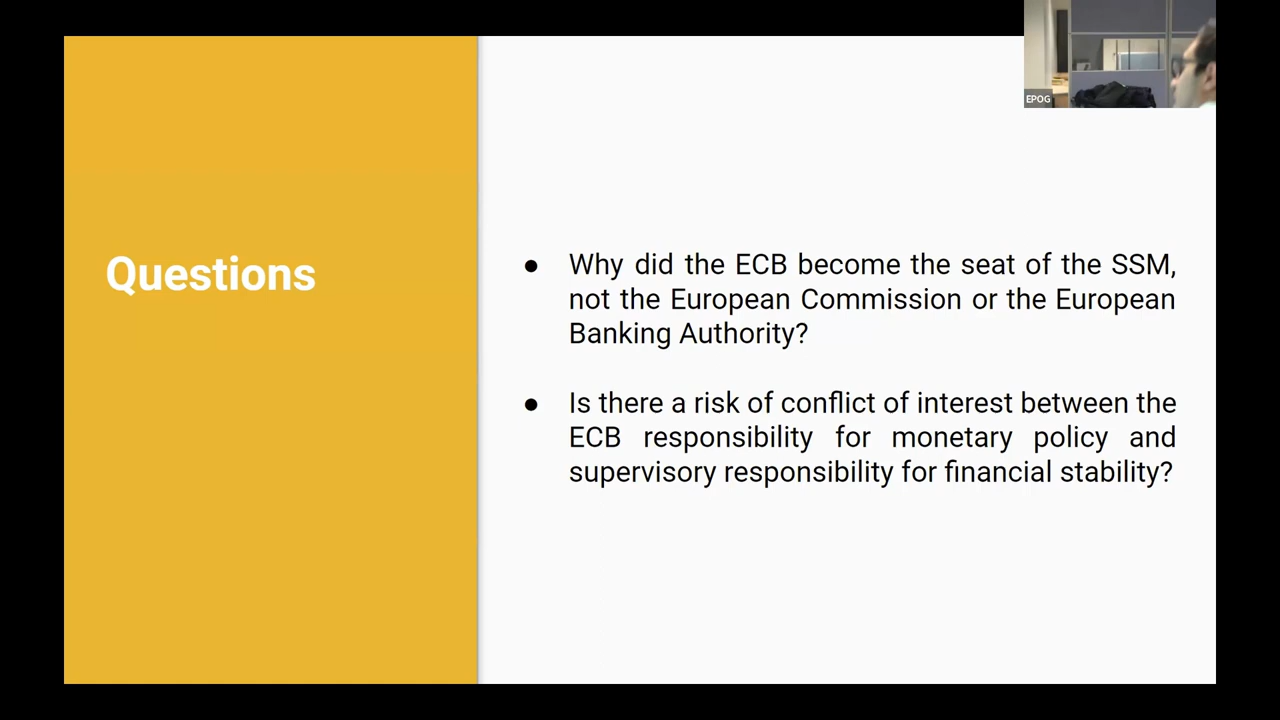 EPOG
Questions
● Why did the ECB become the seat of the SSM,
not the European Commission or the European
Banking Authority?
● Is there a risk of conflict of interest between the
ECB responsibility for monetary policy and
supervisory responsibility for financial stability?